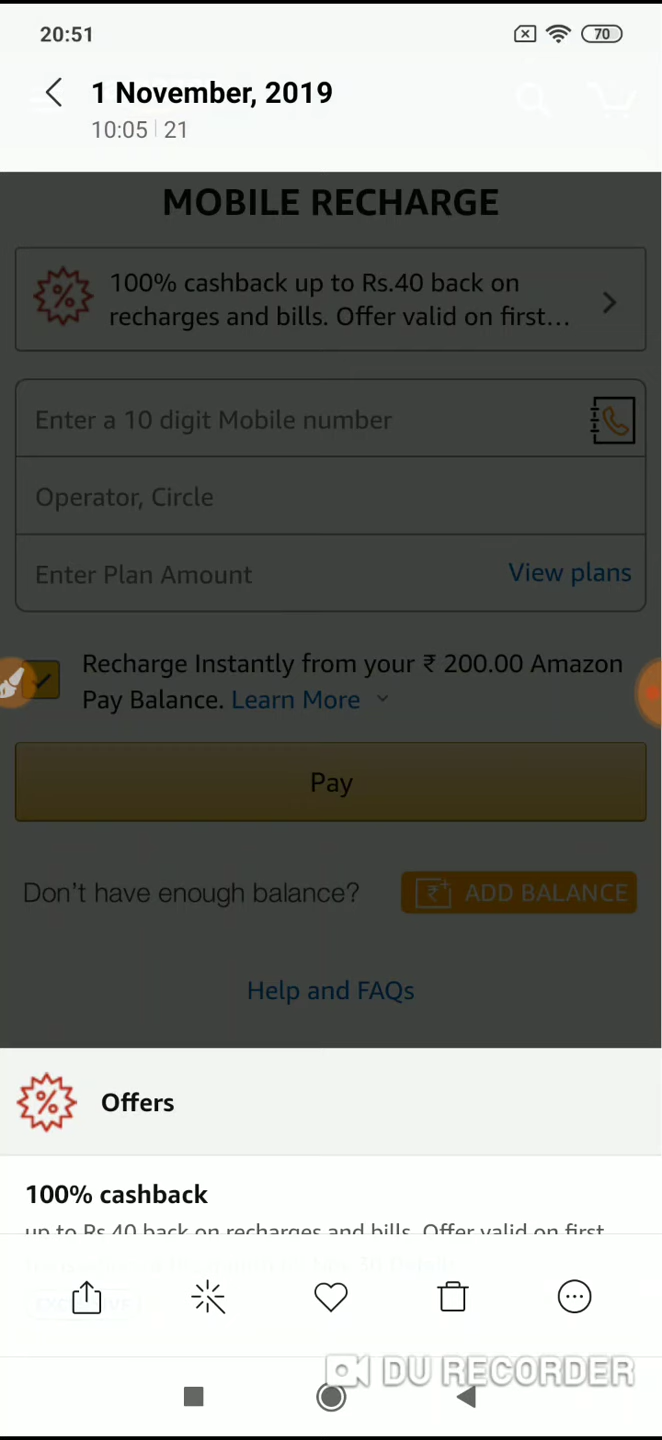 20:51
70
1 November, 2019
10:05 21
MOBILE RECHARGE
100% cashback up to Rs.40 back on
recharges and bills. Offer valid on first...
Enter a 10 digit Mobile number
Operator, Circle
Enter Plan Amount
View plans
Recharge Instantly from your ₹ 200.00 Amazon
Pay Balance. Learn More
Pay
Don't have enough balance?
ADD BALANCE
Help and FAQs
Offers
100% cashback
up to Rs.40 back on recharges and bills. Offer valid on first
DU RECORDER